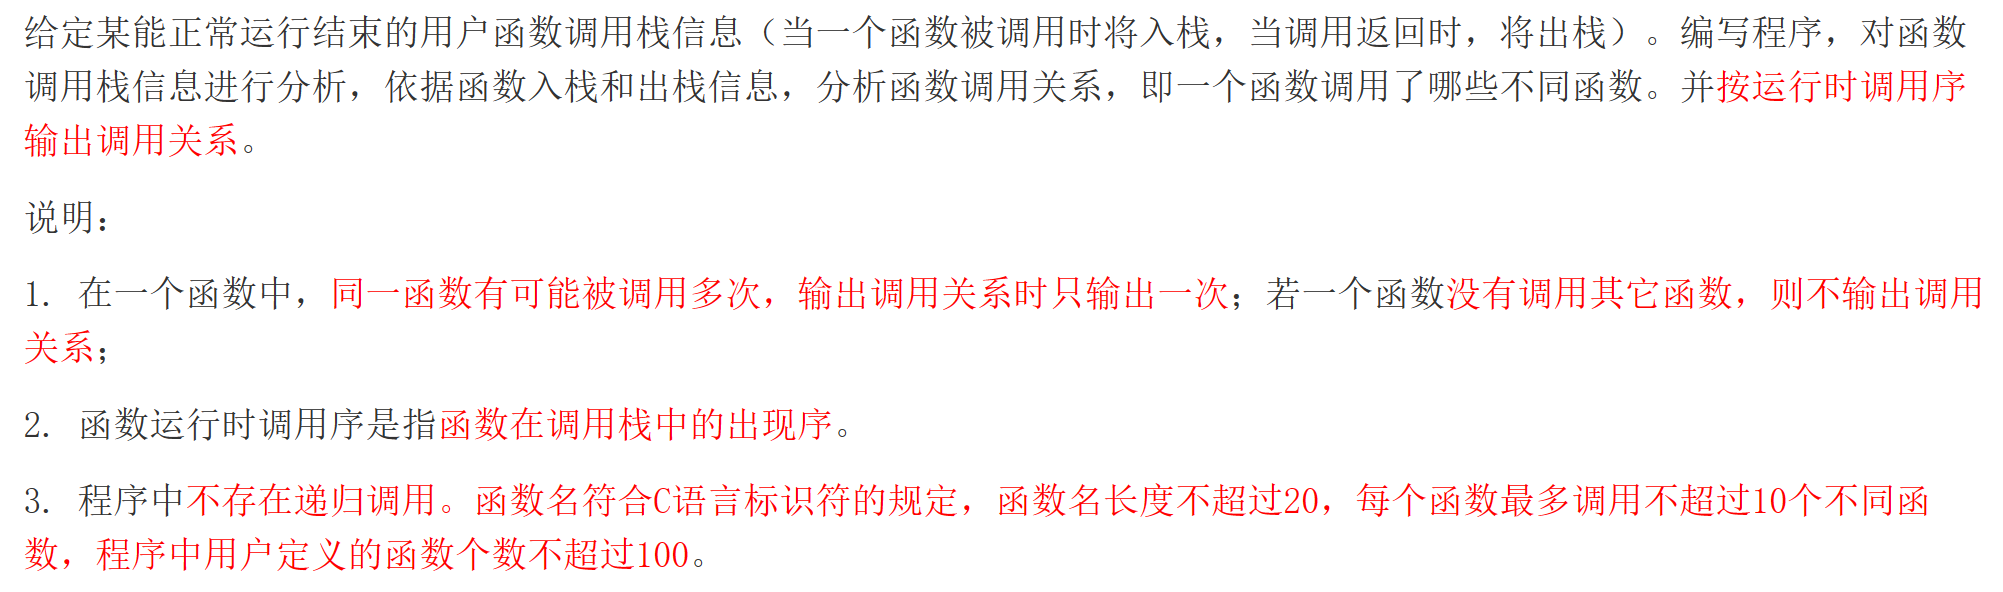 给定某能正常运行结束的用户函数调用栈信息（当一个函数被调用时将入栈，当调用返回时，将出栈）。编写程序，对函数
调用栈信息进行分析，依据函数入栈和出栈信息，分析函数调用关系，即一个函数调用了哪些不同函数。并按运行时调用序
输出调用关系。
说明：
1. 在一个函数中，同一函数有可能被调用多次，输出调用关系时只输出一次；若一个函数没有调用其它函数，则不输出调用
关系；
2. 函数运行时调用序是指函数在调用栈中的出现序。
3. 程序中不存在递归调用。函数名符合C语言标识符的规定，函数名长度不超过20，每个函数最多调用不超过10个不同函
数，程序中用户定义的函数个数不超过100。